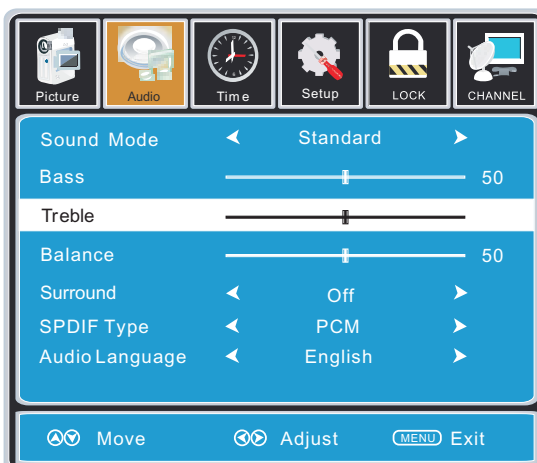 Picture Audio Time Setup LOCK CHANNEL
Sound Mode Standard
Bass 50
Treble
Balance 50
Surround Off
SPDIF Type PCM
Audio Language English
Move Adjust MENU Exit